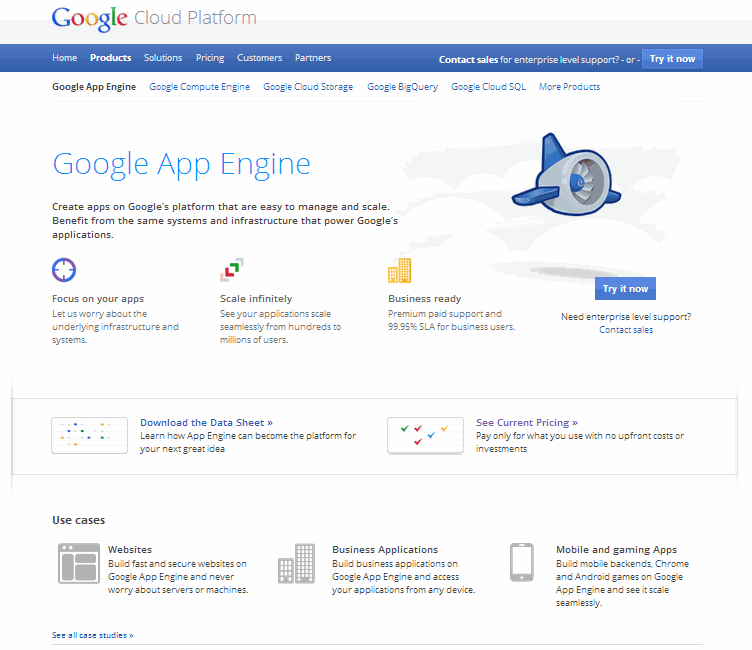 Google Cloud Platform
Home Products Solutions Pricing Customers Partners
Contact sales for enterprise level support? - or - Try it now
Google App Engine Google Compute Engine Google Cloud Storage Google BigQuery Google Cloud SQL More Products
Google App Engine
Create apps on Google's platform that are easy to manage and scale.
Benefit from the same systems and infrastructure that power Google's
applications.
Focus on your apps
Let us worry about the
underlying infrastructure and
systems.
Scale infinitely
See your applications scale
seamlessly from hundreds to
millions of users.
Business ready
Premium paid support and
99.95% SLA for business users.
Try it now
Need enterprise level support?
Contact sales
Download the Data Sheet »
Learn how App Engine can become the platform for
your next great idea
See Current Pricing »
Pay only for what you use with no upfront costs or
investments
Use cases
Websites
Build fast and secure websites on
Google App Engine and never
worry about servers or machines.
Business Applications
Build business applications on
Google App Engine and access
your applications from any device.
Mobile and gaming Apps
Build mobile backends, Chrome
and Android games on Google
App Engine and see it scale
seamlessly.
See all case studies »